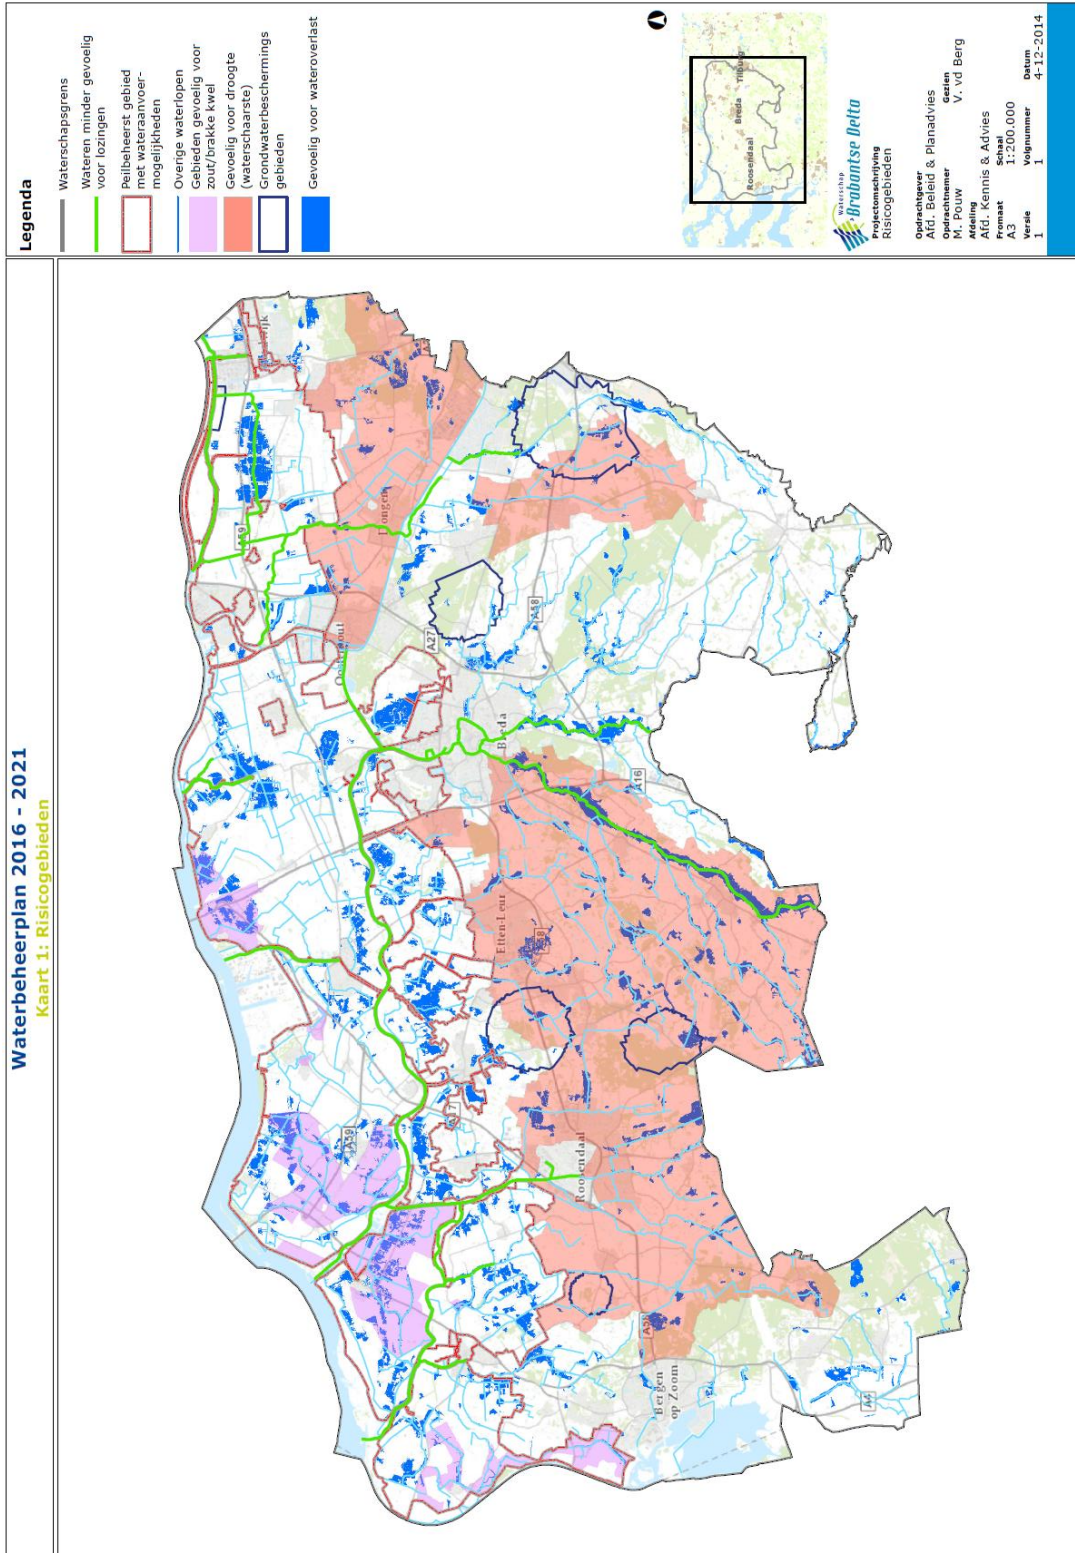 Waterbeheerplan 2016 - 2021
Kaart 1: Risicogebieden
Legenda
Waterschapsgrens
Wateren minder gevoelig
voor lozingen
Peilbeheerst gebied
met wateraanvoer-
mogelijkheden
Overige waterlopen
Gebieden gevoelig voor
zout/brakke kwel
Gevoelig voor droogte
(waterschaarste)
Grondwaterbeschermings
gebieden
Gevoelig voor wateroverlast
Roosendaal
Breda
Tilburg
Waterschap
Brabantse Delta
Projectomschrijving
Risicogebieden
Opdrachtgever
Afd. Beleid & Planadvies
Opdrachtnemer Gezien
M. Pouw V. vd Berg
Afdeling
Afd. Kennis & Advies
Fromaat Schaal
A3 1:200.000
Versie Volgnummer Datum
1 1 4-12-2014
A59
Dongen
Oosterhout
A27
A58
Breda
A16
Etten-Leur
A59
A17
Roosendaal
Bergen
op Zoom
A4